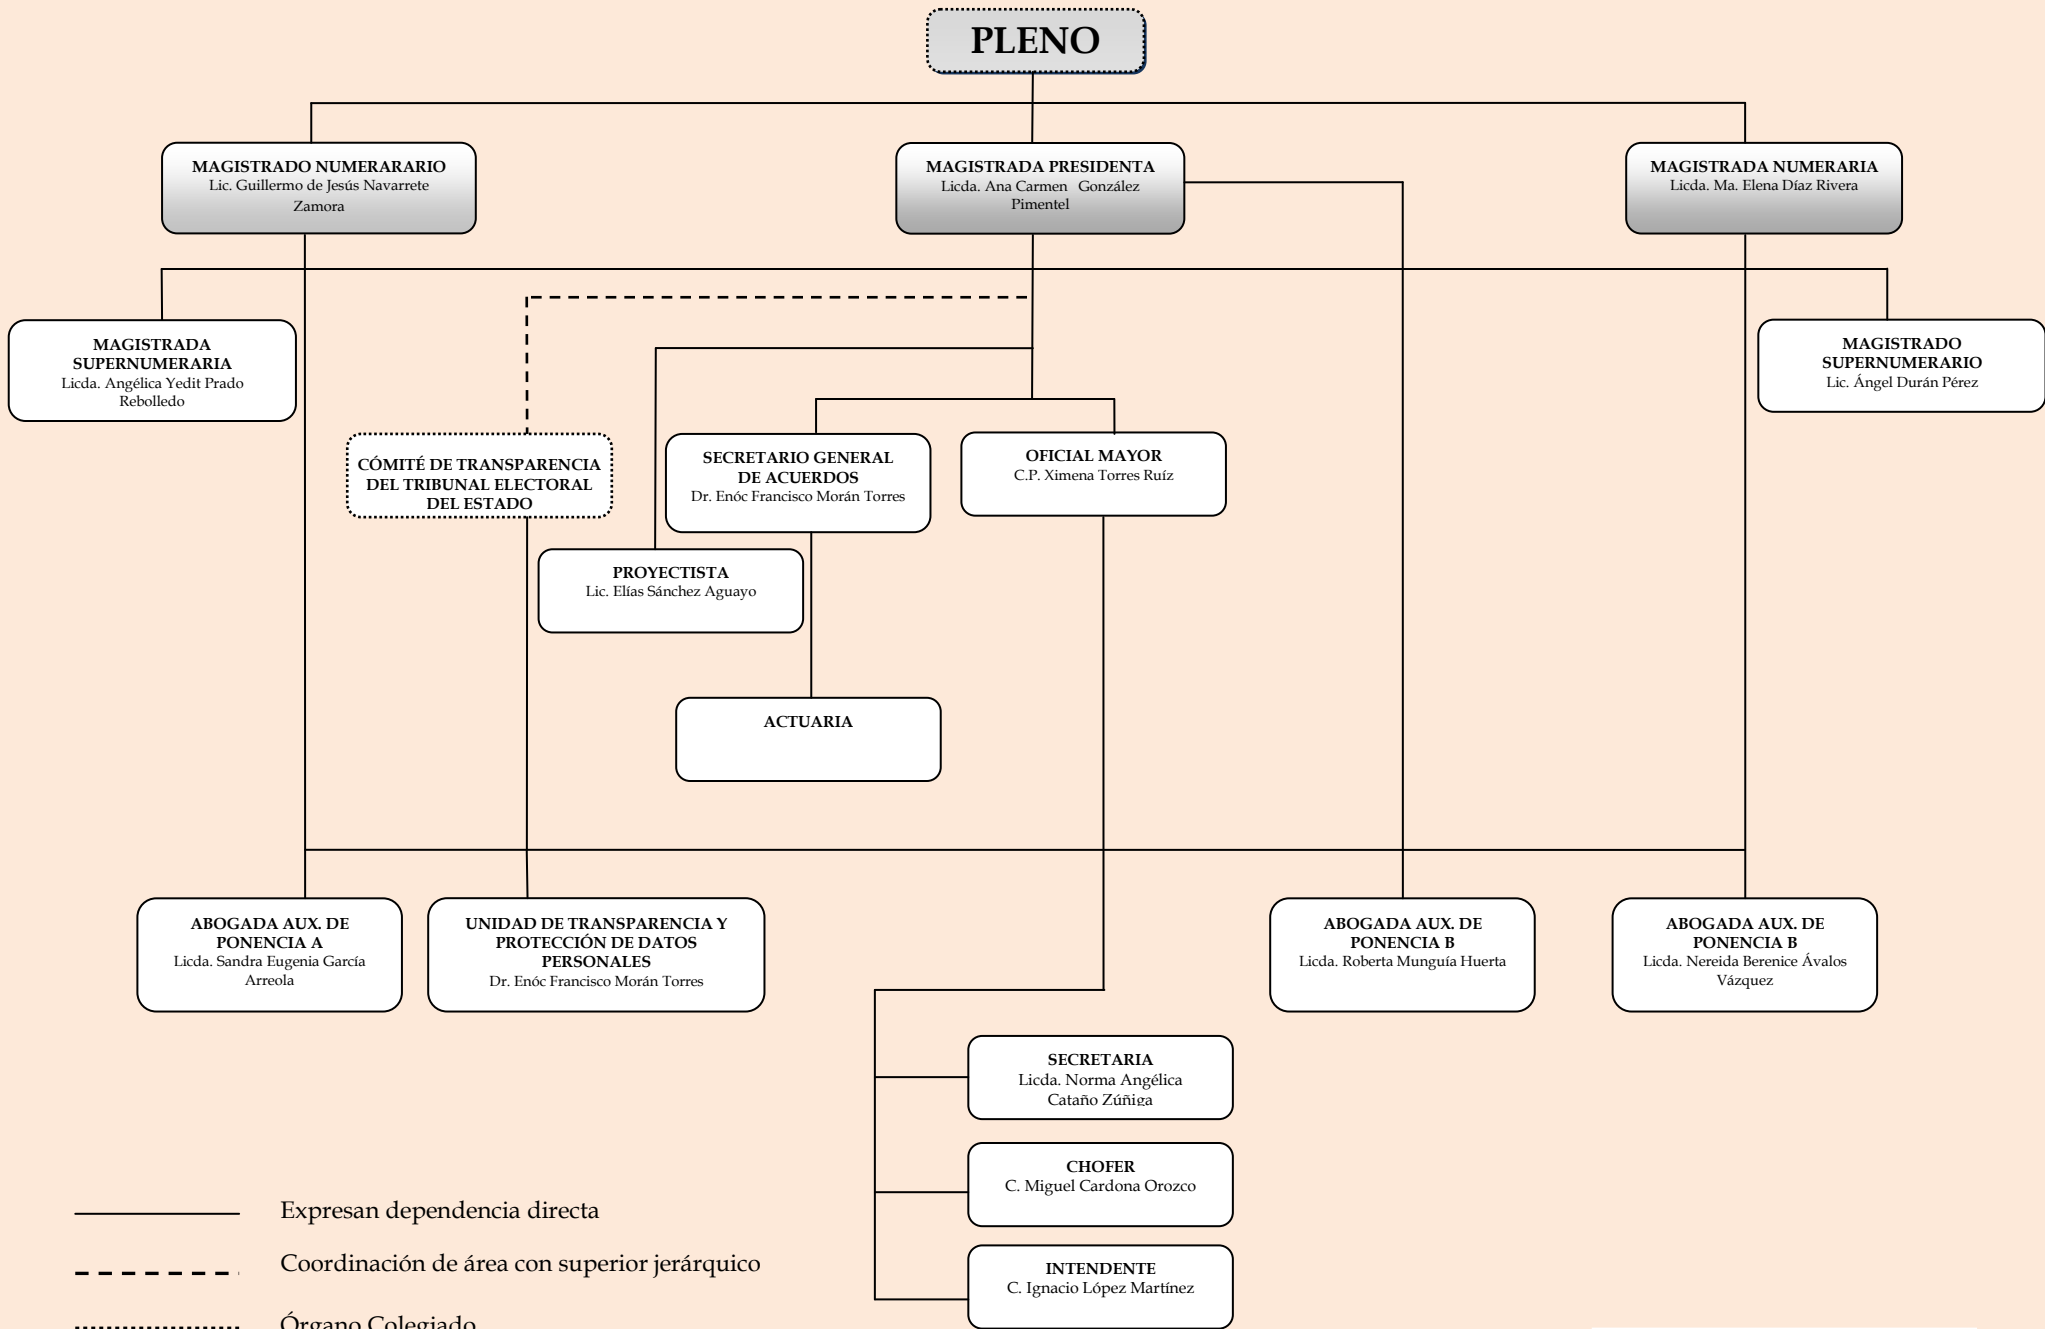 PLENO
MAGISTRADO NUMERARARIO
Lic. Guillermo de Jesús Navarrete
Zamora
MAGISTRADA PRESIDENTA
Licda. Ana Carmen González
Pimentel
MAGISTRADA NUMERARIA
Licda. Ma. Elena Díaz Rivera
MAGISTRADA
SUPERNUMERARIA
Licda. Angélica Yedit Prado
Rebolledo
MAGISTRADO
SUPERNUMERARIO
Lic. Ángel Durán Pérez
CÓMITÉ DE TRANSPARENCIA
DEL TRIBUNAL ELECTORAL
DEL ESTADO
SECRETARIO GENERAL
DE ACUERDOS
Dr. Enóc Francisco Morán Torres
OFICIAL MAYOR
C.P. Ximena Torres Ruíz
PROYECTISTA
Lic. Elías Sánchez Aguayo
ACTUARIA
ABOGADA AUX. DE
PONENCIA A
Licda. Sandra Eugenia García
Arreola
UNIDAD DE TRANSPARENCIA Y
PROTECCIÓN DE DATOS
PERSONALES
Dr. Enóc Francisco Morán Torres
ABOGADA AUX. DE
PONENCIA B
Licda. Roberta Munguía Huerta
ABOGADA AUX. DE
PONENCIA B
Licda. Nereida Berenice Ávalos
Vázquez
SECRETARIA
Licda. Norma Angélica
Cataño Zúñiga
CHOFER
C. Miguel Cardona Orozco
INTENDENTE
C. Ignacio López Martínez
Expresan dependencia directa
Coordinación de área con superior jerárquico
Órgano Colegiado